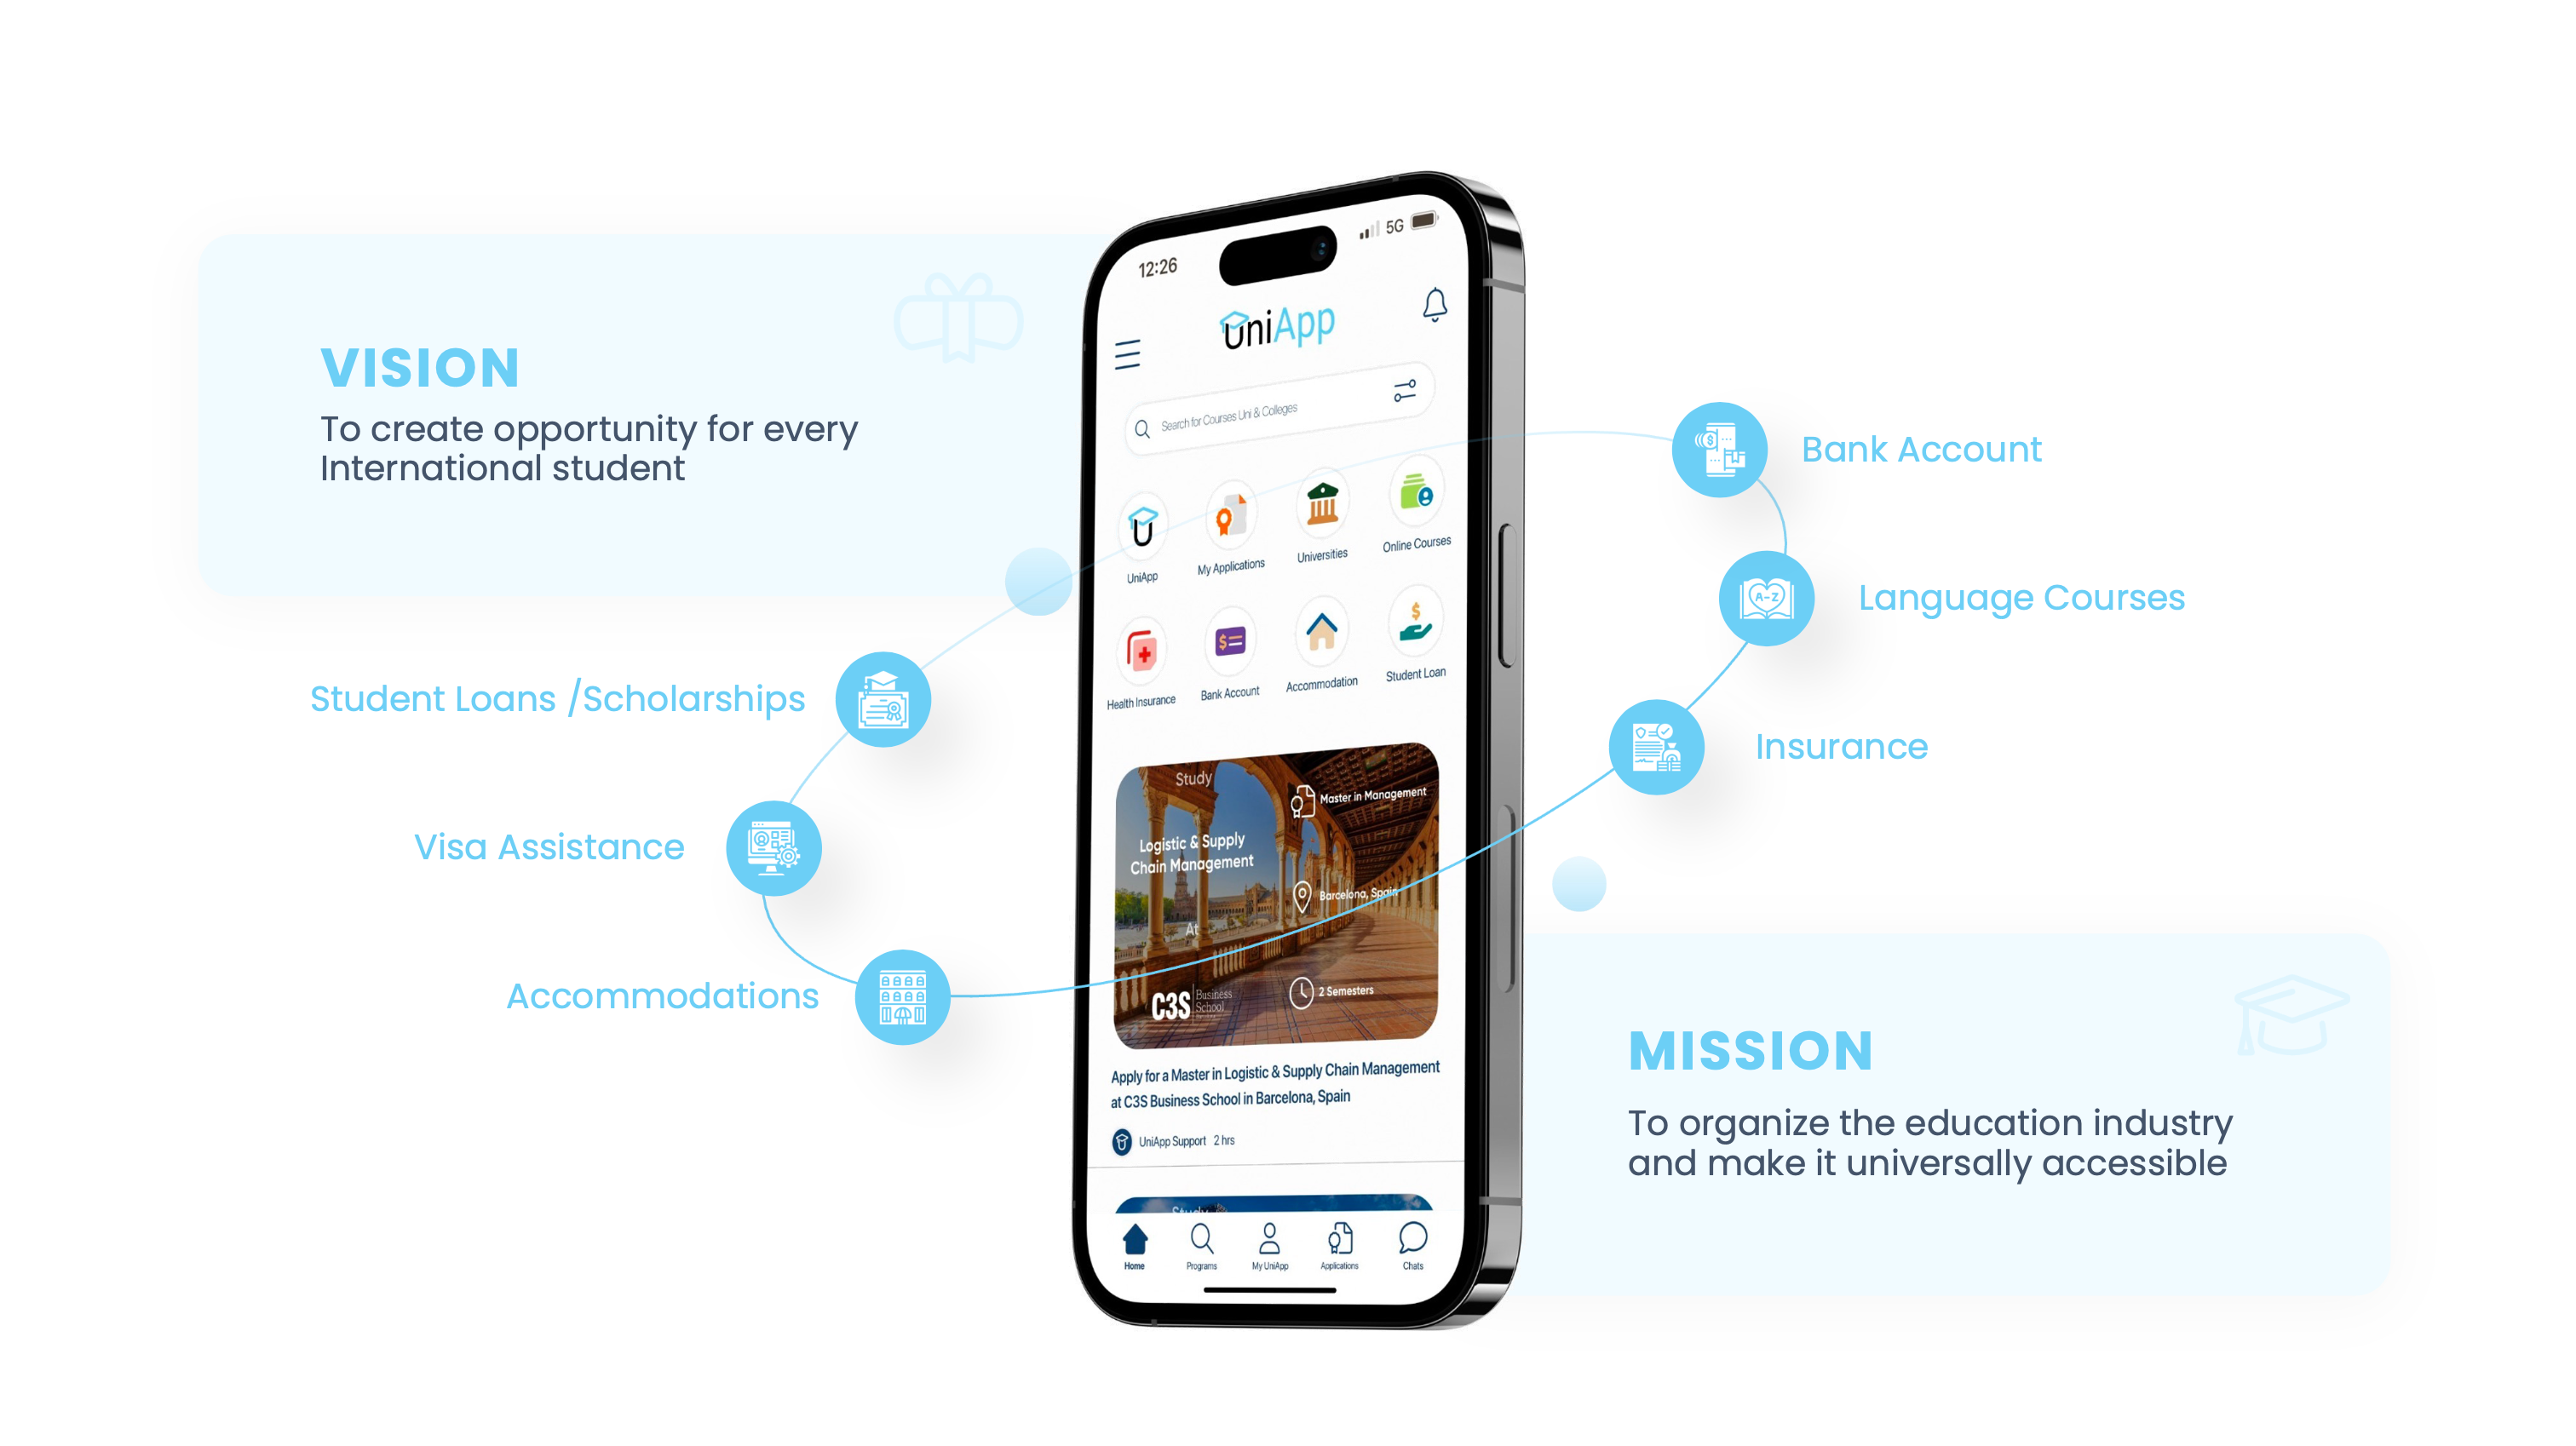 VISION
To create opportunity for every
International student
Student Loans /Scholarships
Visa Assistance
Accommodations
12:26
5G
UniApp
Search for Courses Uni & Colleges
UniApp
My Applications
Universities
Online Courses
Health Insurance
Bank Account
Accommodation
Student Loan
Study
Master in Management
Logistic & Supply
Chain Management
Barcelona, Spain
At
C3S Business
School
2 Semesters
Apply for a Master in Logistic & Supply Chain Management
at C3S Business School in Barcelona, Spain
UniApp Support 2 hrs
Study
Home
Programs
My UniApp
Applications
Chats
Bank Account
A-Z
Language Courses
Insurance
MISSION
To organize the education industry
and make it universally accessible